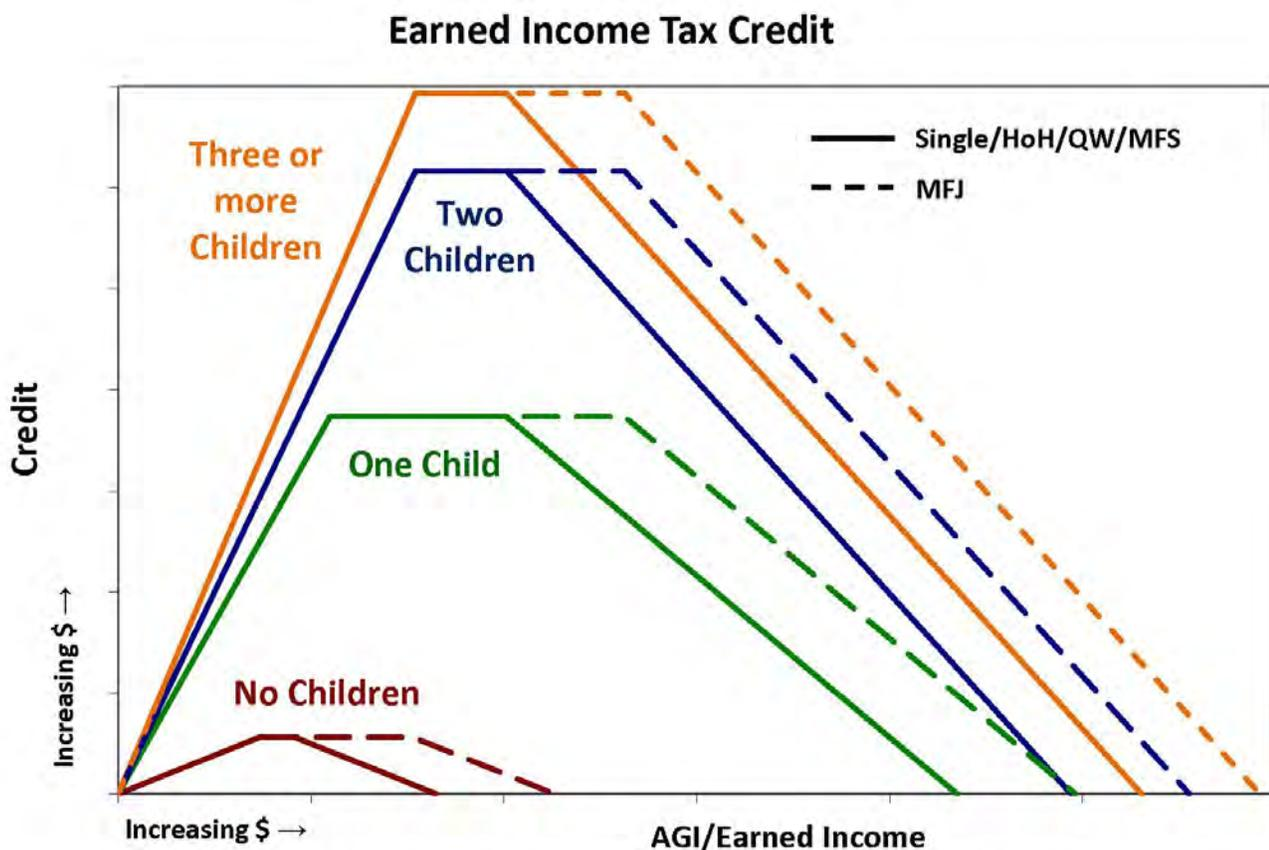 Earned Income Tax Credit
Single/HoH/QW/MFS
MFJ
Three or
more
Children
Two
Children
One Child
No Children
Credit
Increasing $ →
Increasing $ →
AGI/Earned Income